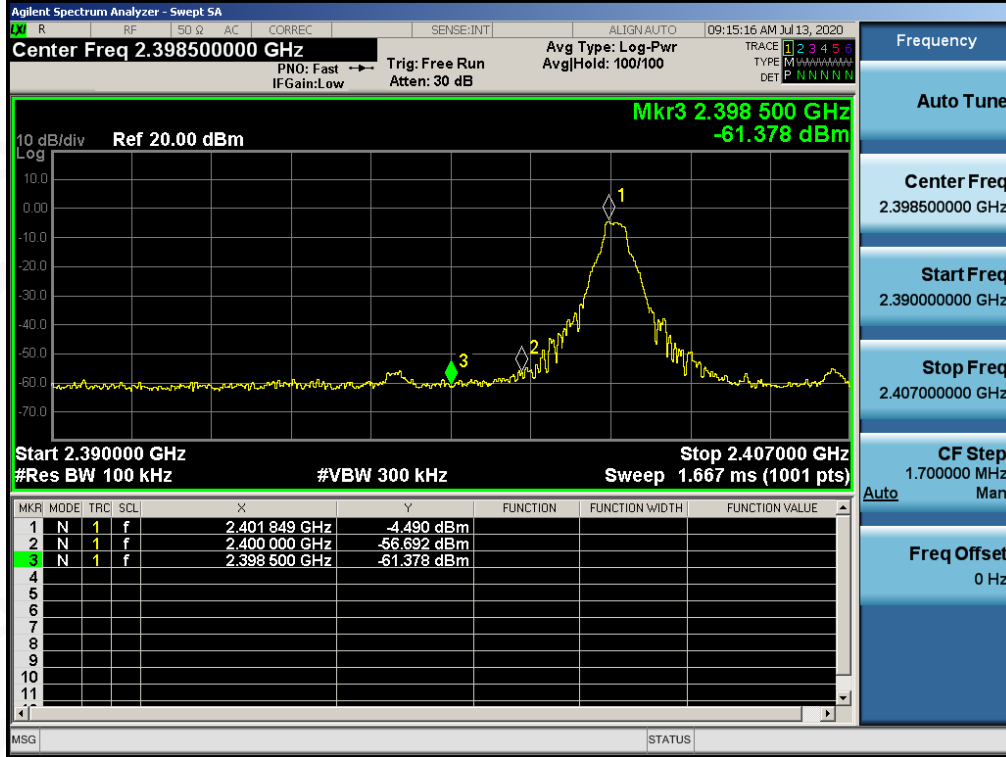 Agilent Spectrum Analyzer - Swept SA
LXI R RF 50 Ω AC CORREC SENSE:INT ALIGNAUTO 09:15:16 AM Jul 13, 2020
Center Freq 2.398500000 GHz
PNO: Fast
IFGain:Low
Trig: Free Run
Atten: 30 dB
Avg Type: Log-Pwr
Avg|Hold: 100/100
TRACE 1 2 3 4 5 6
TYPE M WWWWW
DET P N N N N N
Mkr3 2.398 500 GHz
-61.378 dBm
10 dB/div Ref 20.00 dBm
Log
10.0
0.00
-10.0
-20.0
-30.0
-40.0
-50.0
-60.0
-70.0
1
2
3
Start 2.390000 GHz Stop 2.407000 GHz
#Res BW 100 kHz #VBW 300 kHz Sweep 1.667 ms (1001 pts)
MKR MODE TRC SCL X Y FUNCTION FUNCTION WIDTH FUNCTION VALUE
1 N 1 f 2.401 849 GHz -4.490 dBm
2 N 1 f 2.400 000 GHz -56.692 dBm
3 N 1 f 2.398 500 GHz -61.378 dBm
4
5
6
7
8
9
10
11
MSG STATUS
Frequency
Auto Tune
Center Freq
2.398500000 GHz
Start Freq
2.390000000 GHz
Stop Freq
2.407000000 GHz
CF Step
1.700000 MHz
Auto Man
Freq Offset
0 Hz